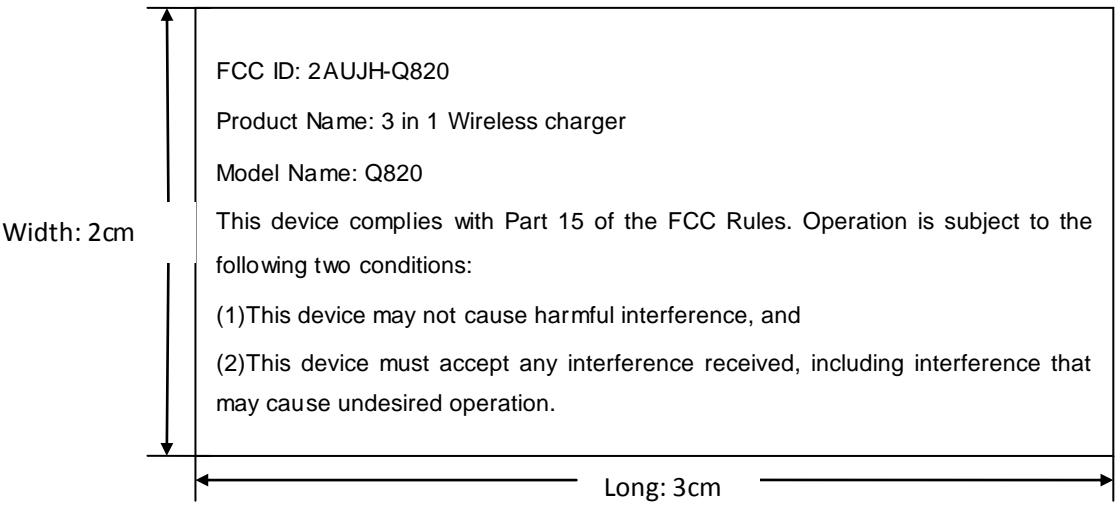 FCC ID: 2AUJH-Q820
Product Name: 3 in 1 Wireless charger
Model Name: Q820
This device complies with Part 15 of the FCC Rules. Operation is subject to the
following two conditions:
(1)This device may not cause harmful interference, and
(2)This device must accept any interference received, including interference that
may cause undesired operation.
Width: 2cm
Long: 3cm